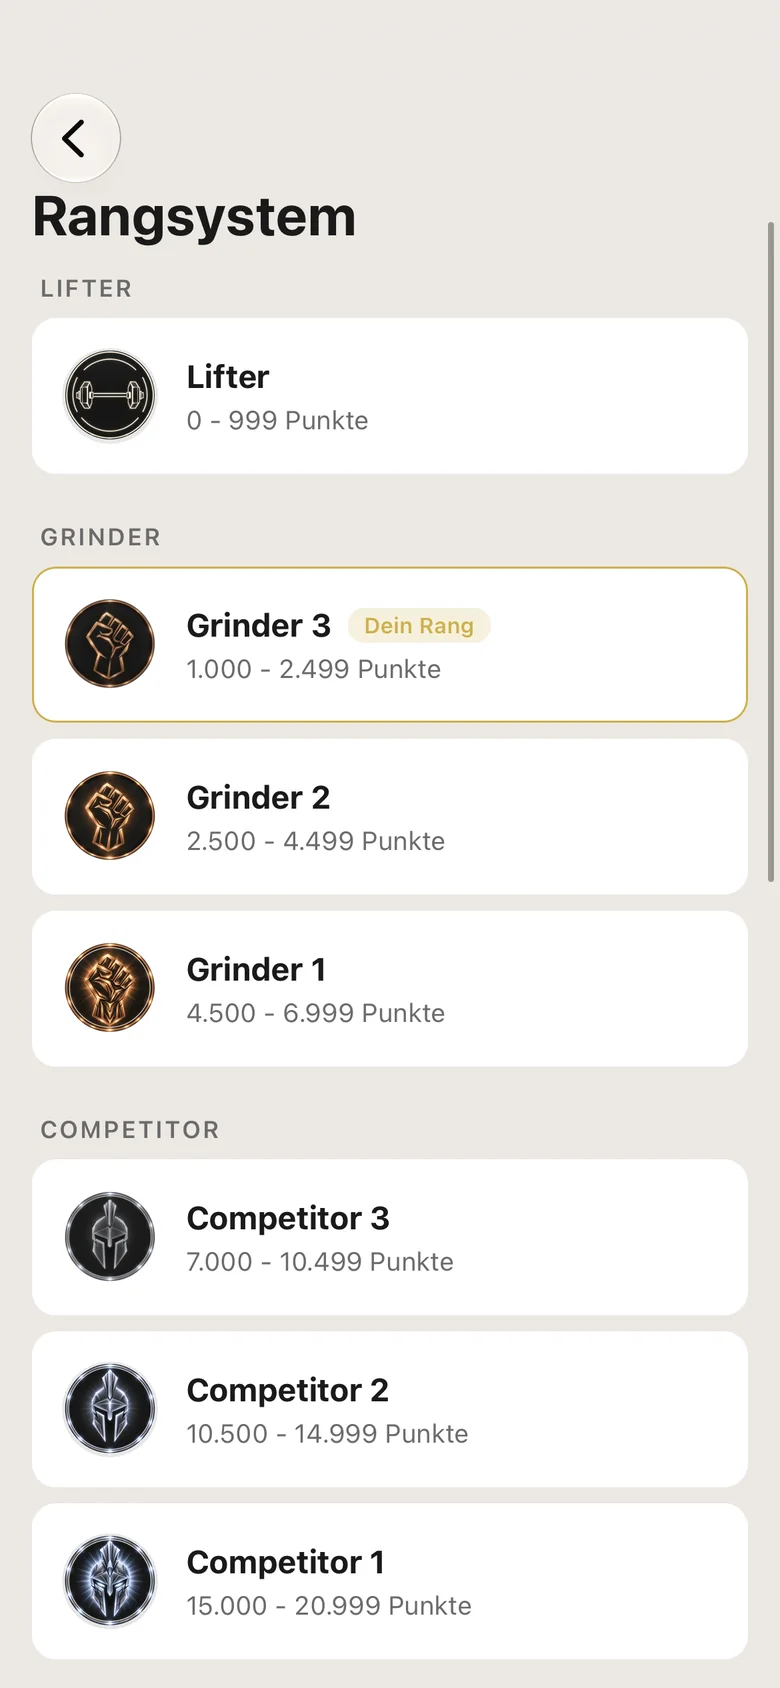 Rangsystem
LIFTER
Lifter
0 - 999 Punkte
GRINDER
Grinder 3 Dein Rang
1.000 - 2.499 Punkte
Grinder 2
2.500 - 4.499 Punkte
Grinder 1
4.500 - 6.999 Punkte
COMPETITOR
Competitor 3
7.000 - 10.499 Punkte
Competitor 2
10.500 - 14.999 Punkte
Competitor 1
15.000 - 20.999 Punkte